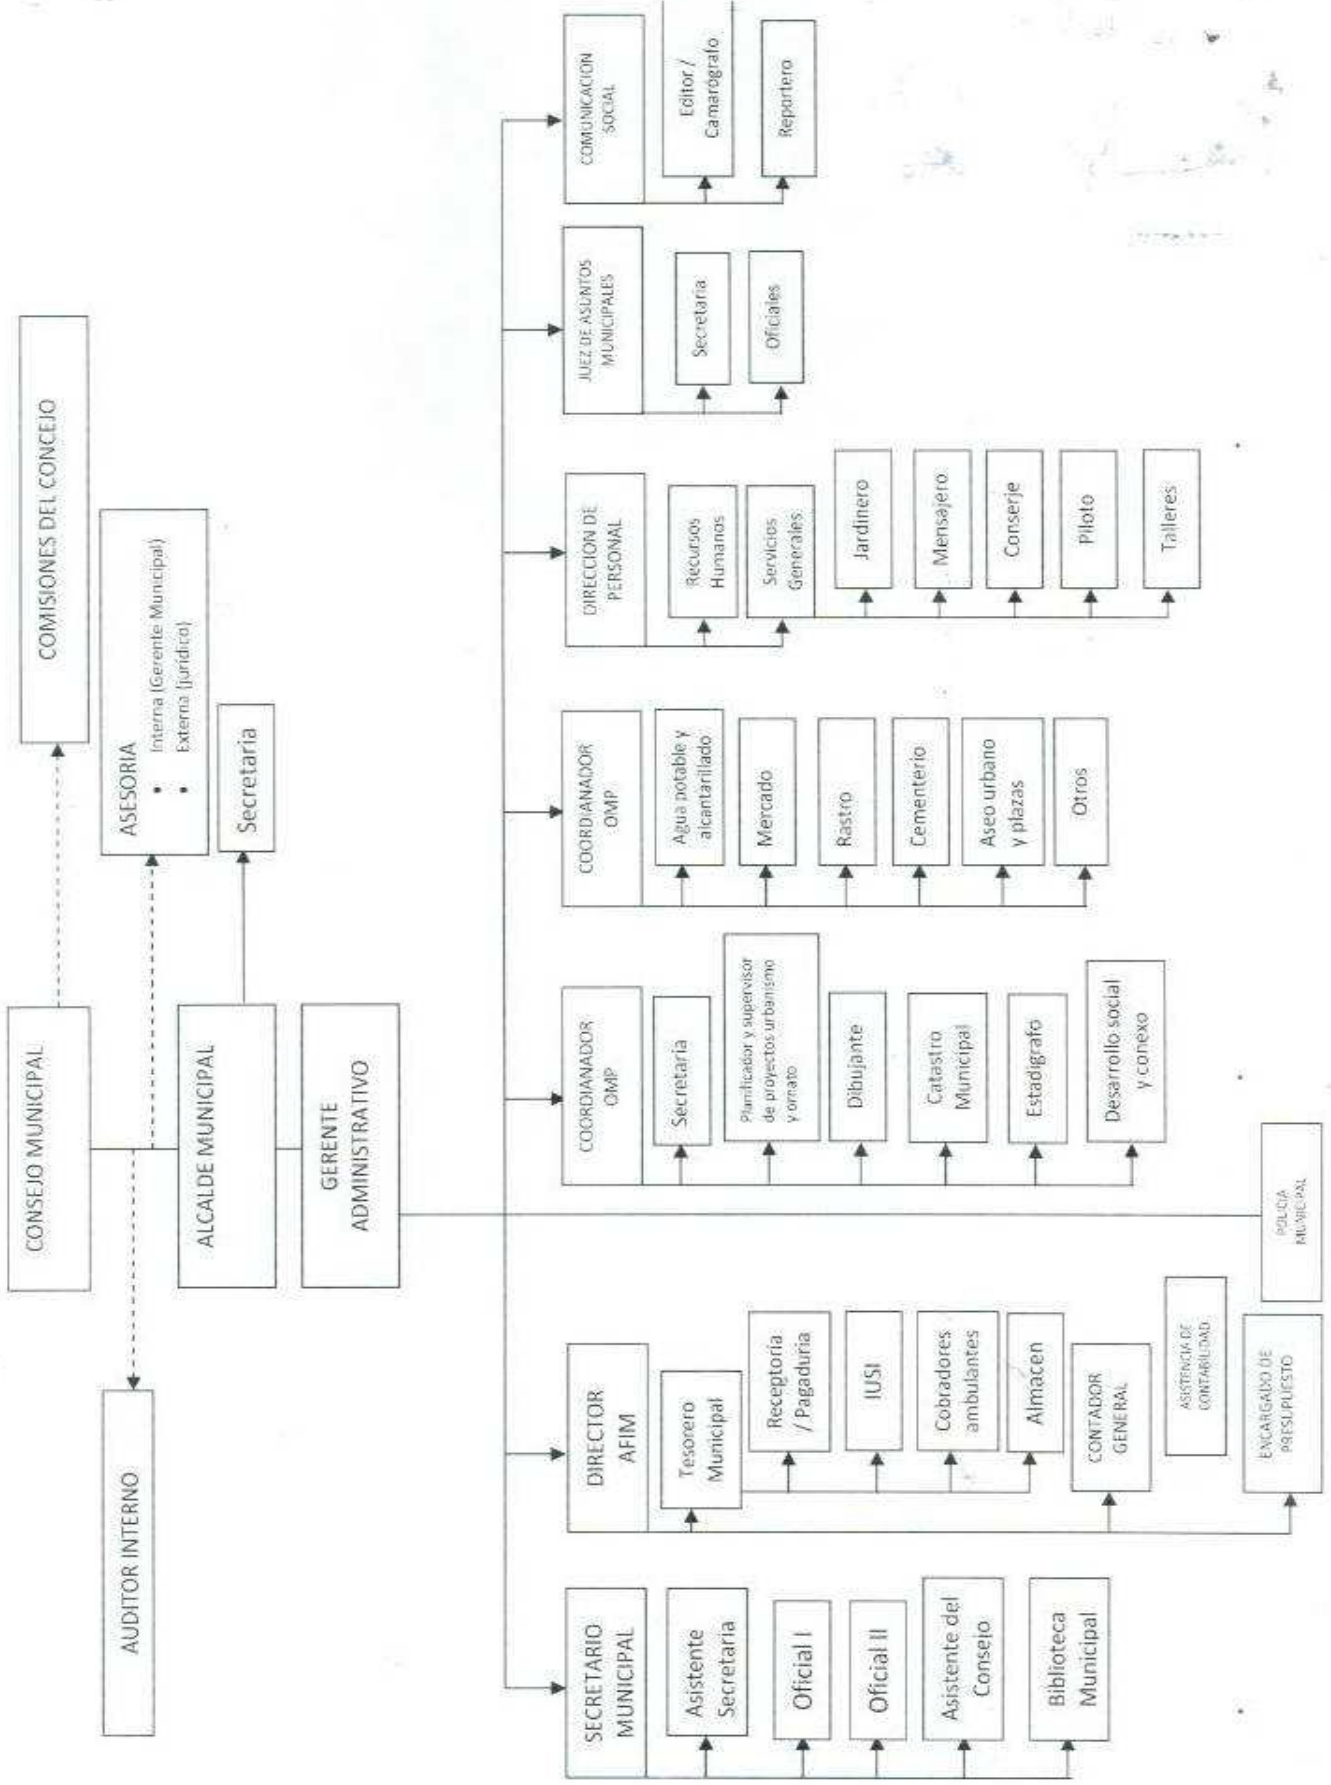 CONSEJO MUNICIPAL
COMISIONES DEL CONCEJO
AUDITOR INTERNO
ASESORIA
• Interna (Gerente Municipal)
• Externa (jurídico)
ALCALDE MUNICIPAL
Secretaria
GERENTE
ADMINISTRATIVO
SECRETARIO
MUNICIPAL
Asistente
Secretaria
Oficial I
Oficial II
Asistente del
Consejo
Biblioteca
Municipal
DIRECTOR
AFIM
Tesorero
Municipal
Receptoria
/ Pagaduria
IUSI
Cobradores
ambulantes
Almacen
CONTADOR
GENERAL
ASISTENCIA DE
CONTABILIDAD
ENCARGADO DE
PRESUPUESTO
POLICIA
MUNICIPAL
COORDIANADOR
OMP
Secretaria
Planificador y supervisor
de proyectos urbanismo
y ornato
Dibujante
Catastro
Municipal
Estadigrafo
Desarrollo social
y conexo
COORDIANADOR
OMP
Agua potable y
alcantarillado
Mercado
Rastro
Cementerio
Aseo urbano
y plazas
Otros
DIRECCION DE
PERSONAL
Recursos
Humanos
Servicios
Generales
Jardinero
Mensajero
Conserje
Piloto
Talleres
JUEZ DE ASUNTOS
MUNICIPALES
Secretaria
Oficiales
COMUNICACION
SOCIAL
Editor /
Camarógrafo
Reportero